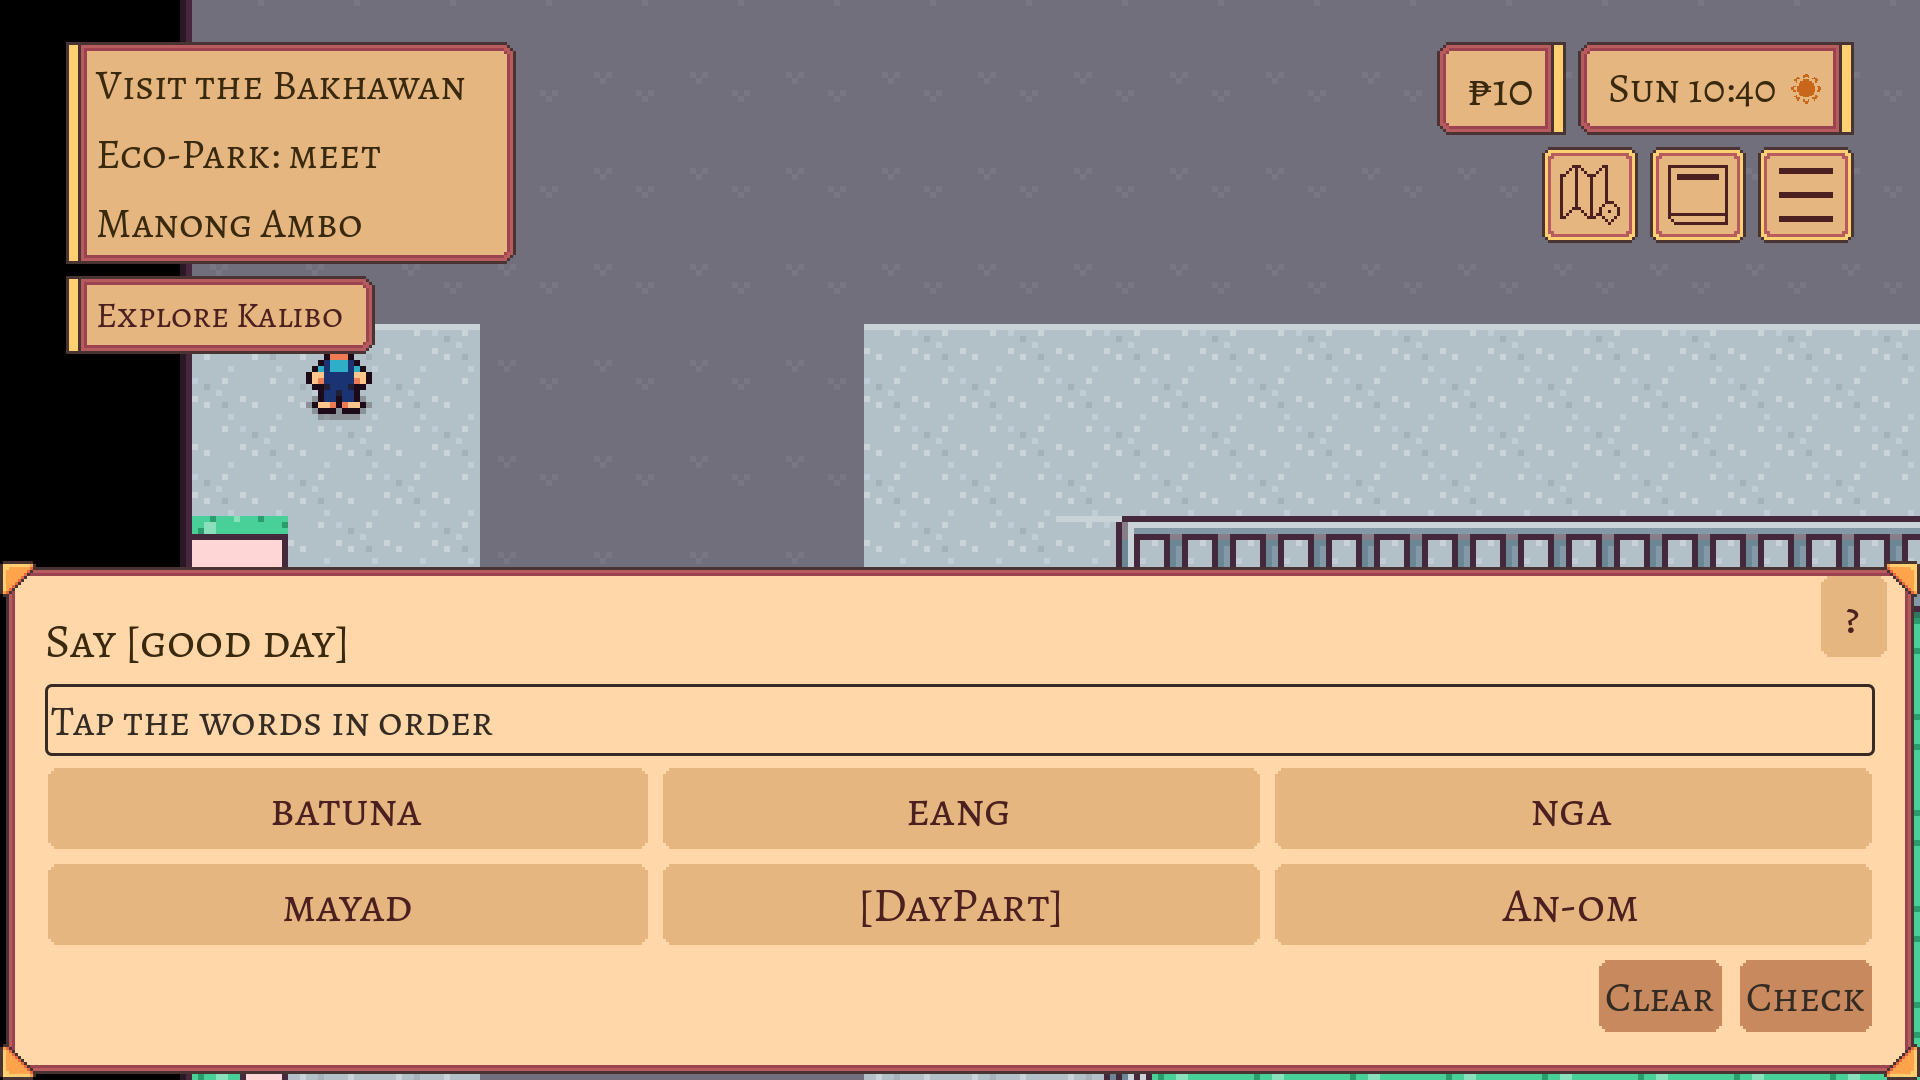 Visit the Bakhawan
Eco-Park: meet
Manong Ambo
Explore Kalibo
₱10
Sun 10:40
Say [good day]
?
Tap the words in order
batuna
eang
nga
mayad
[DayPart]
An-om
Clear
Check